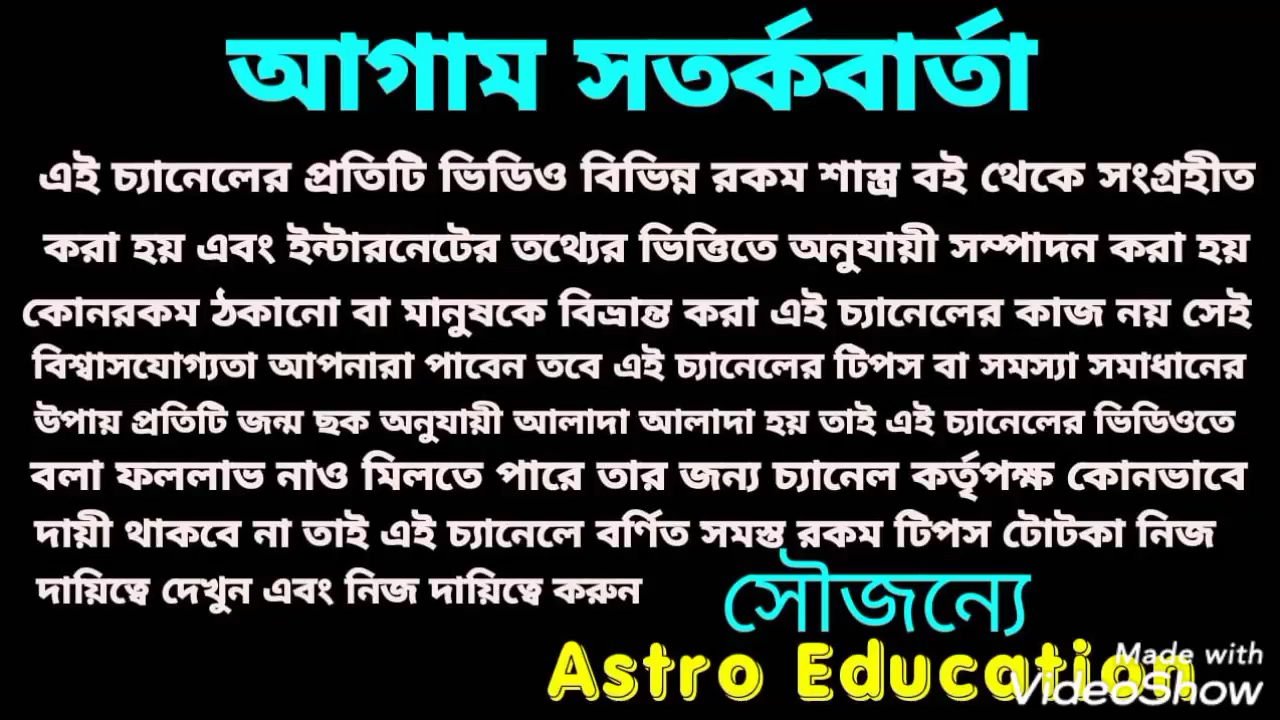 আগাম সতর্কবার্তা
এই চ্যানেলের প্রতিটি ভিডিও বিভিন্ন রকম শাস্ত্র বই থেকে সংগ্রহীত
করা হয় এবং ইন্টারনেটের তথ্যের ভিত্তিতে অনুযায়ী সম্পাদন করা হয়
কোনরকম ঠকানো বা মানুষকে বিভ্রান্ত করা এই চ্যানেলের কাজ নয় সেই
বিশ্বাসযোগ্যতা আপনারা পাবেন তবে এই চ্যানেলের টিপস বা সমস্যা সমাধানের
উপায় প্রতিটি জন্ম ছক অনুযায়ী আলাদা আলাদা হয় তাই এই চ্যানেলের ভিডিওতে
বলা ফললাভ নাও মিলতে পারে তার জন্য চ্যানেল কর্তৃপক্ষ কোনভাবে
দায়ী থাকবে না তাই এই চ্যানেলে বর্ণিত সমস্ত রকম টিপস টোটকা নিজ
দায়িত্বে দেখুন এবং নিজ দায়িত্বে করুন
সৌজন্যে
Astro Education
Made with
VideoShow